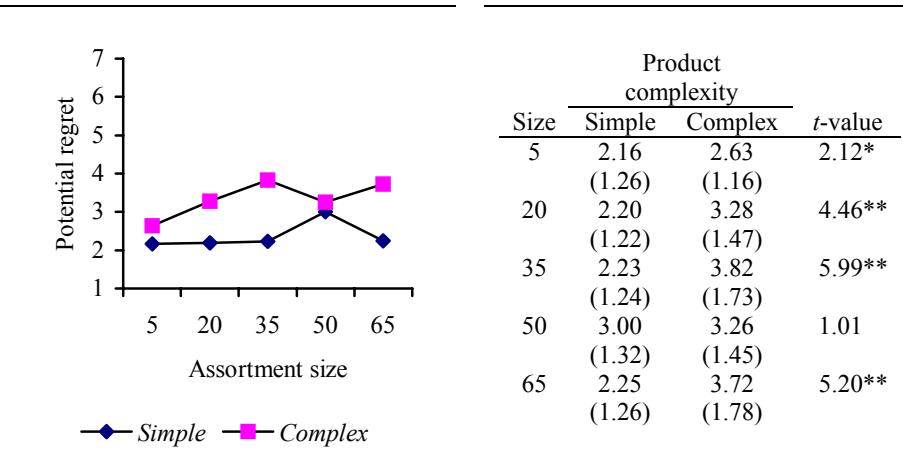 7
6
5
4
3
2
1
Potential regret
5 20 35 50 65
Assortment size
Simple Complex
Product
complexity
Size Simple Complex t-value
5 2.16 2.63 2.12*
(1.26) (1.16)
20 2.20 3.28 4.46**
(1.22) (1.47)
35 2.23 3.82 5.99**
(1.24) (1.73)
50 3.00 3.26 1.01
(1.32) (1.45)
65 2.25 3.72 5.20**
(1.26) (1.78)